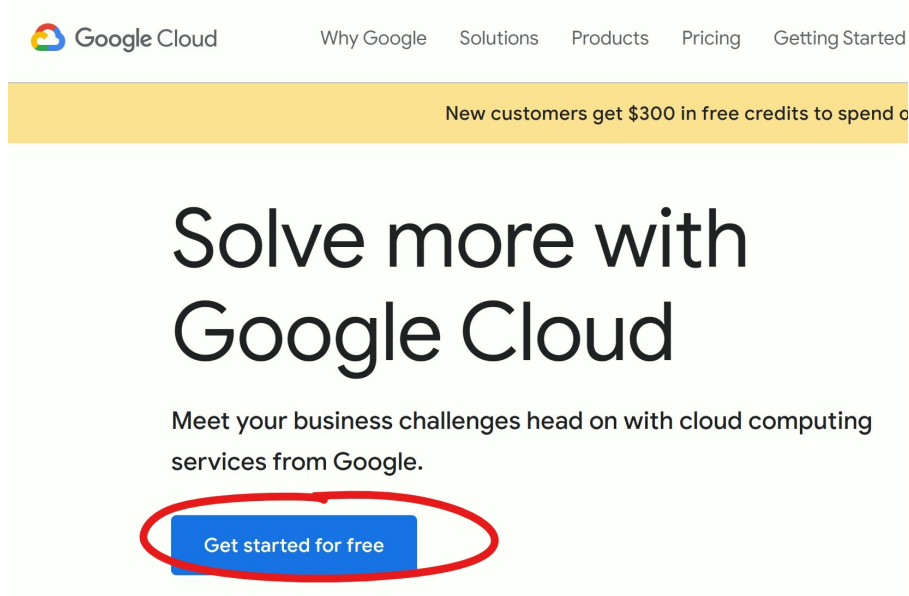 Google Cloud Why Google Solutions Products Pricing Getting Started
New customers get $300 in free credits to spend o
Solve more with
Google Cloud
Meet your business challenges head on with cloud computing
services from Google.
Get started for free